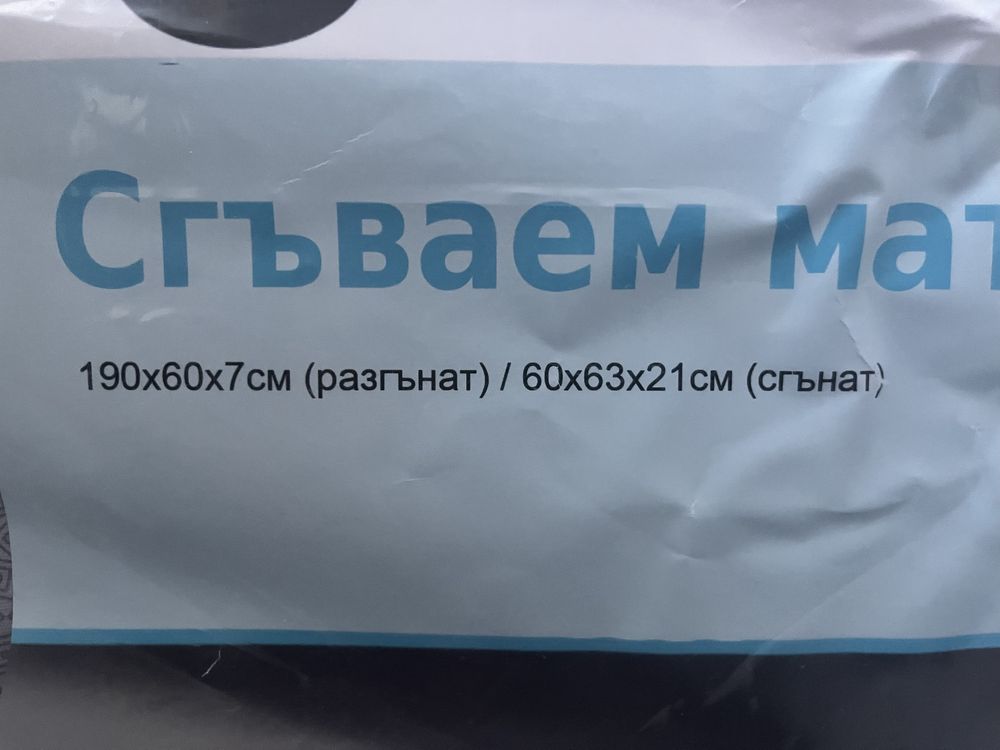 Сгъваем мат
190x60x7см (разгънат) / 60x63x21см (сгънат)